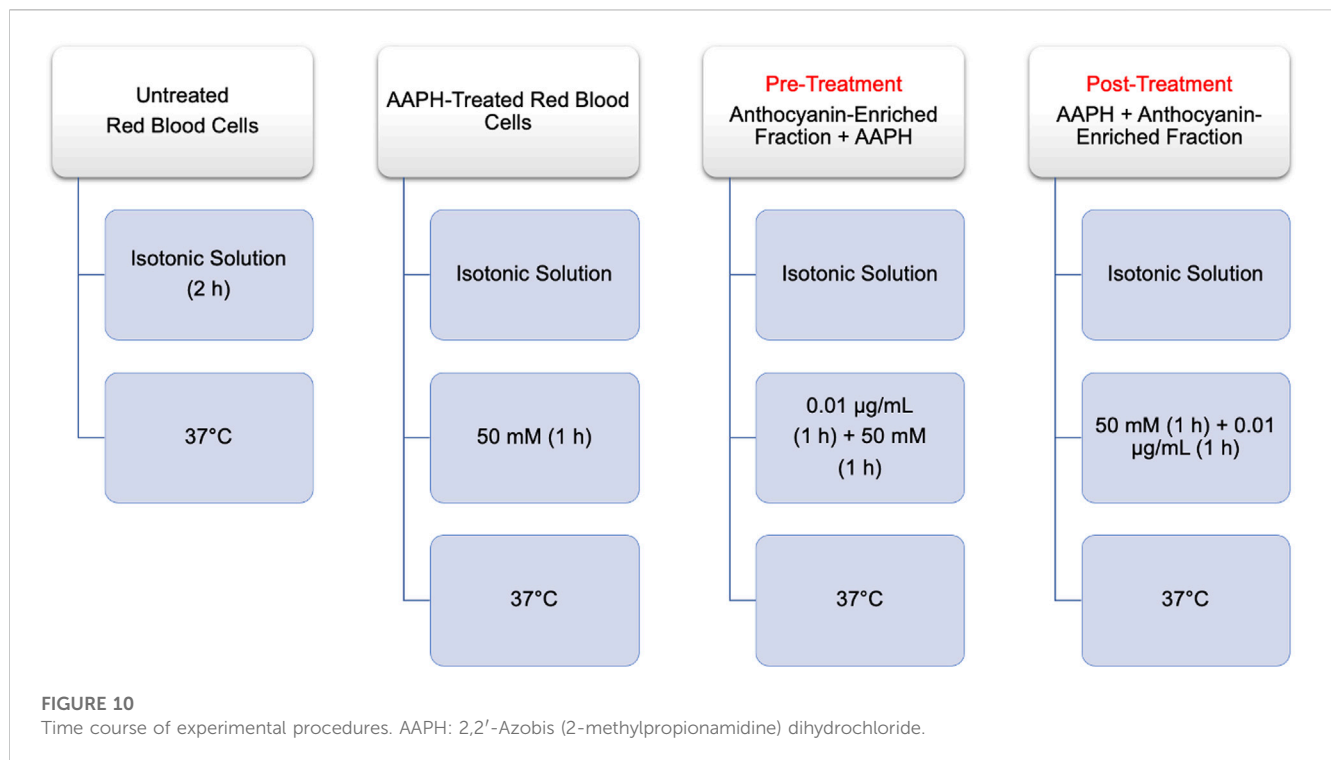 Untreated
Red Blood Cells
Isotonic Solution
(2 h)
37°C
AAPH-Treated Red Blood
Cells
Isotonic Solution
50 mM (1 h)
37°C
Pre-Treatment
Anthocyanin-Enriched
Fraction + AAPH
Isotonic Solution
0.01 µg/mL
(1 h) + 50 mM
(1 h)
37°C
Post-Treatment
AAPH + Anthocyanin-
Enriched Fraction
Isotonic Solution
50 mM (1 h) + 0.01
µg/mL (1 h)
37°C
FIGURE 10
Time course of experimental procedures. AAPH: 2,2′-Azobis (2-methylpropionamidine) dihydrochloride.